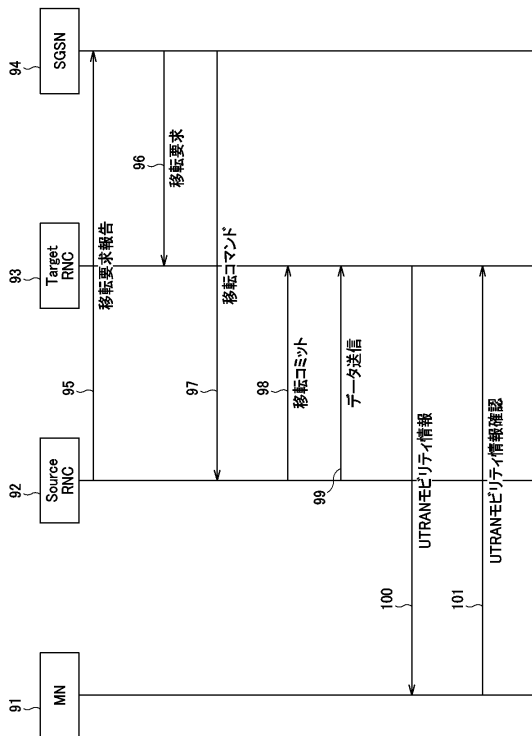 91
MN
92
Source
RNC
93
Target
RNC
94
SGSN
95
移転要求報告
96
移転要求
97
移転コマンド
98
移転コミット
99
データ送信
100
UTRANモビリティ情報
101
UTRANモビリティ情報確認